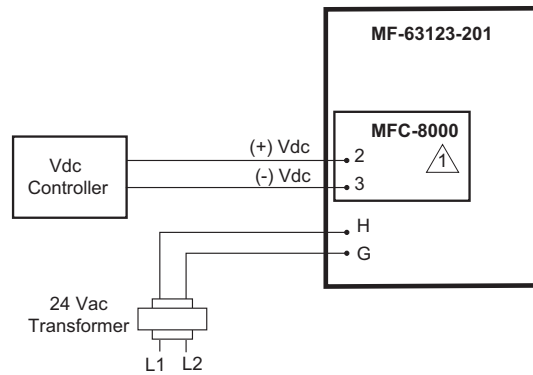 MF-63123-201
MFC-8000
1
(+) Vdc
2
(-) Vdc
3
Vdc
Controller
H
G
24 Vac
Transformer
L1 L2